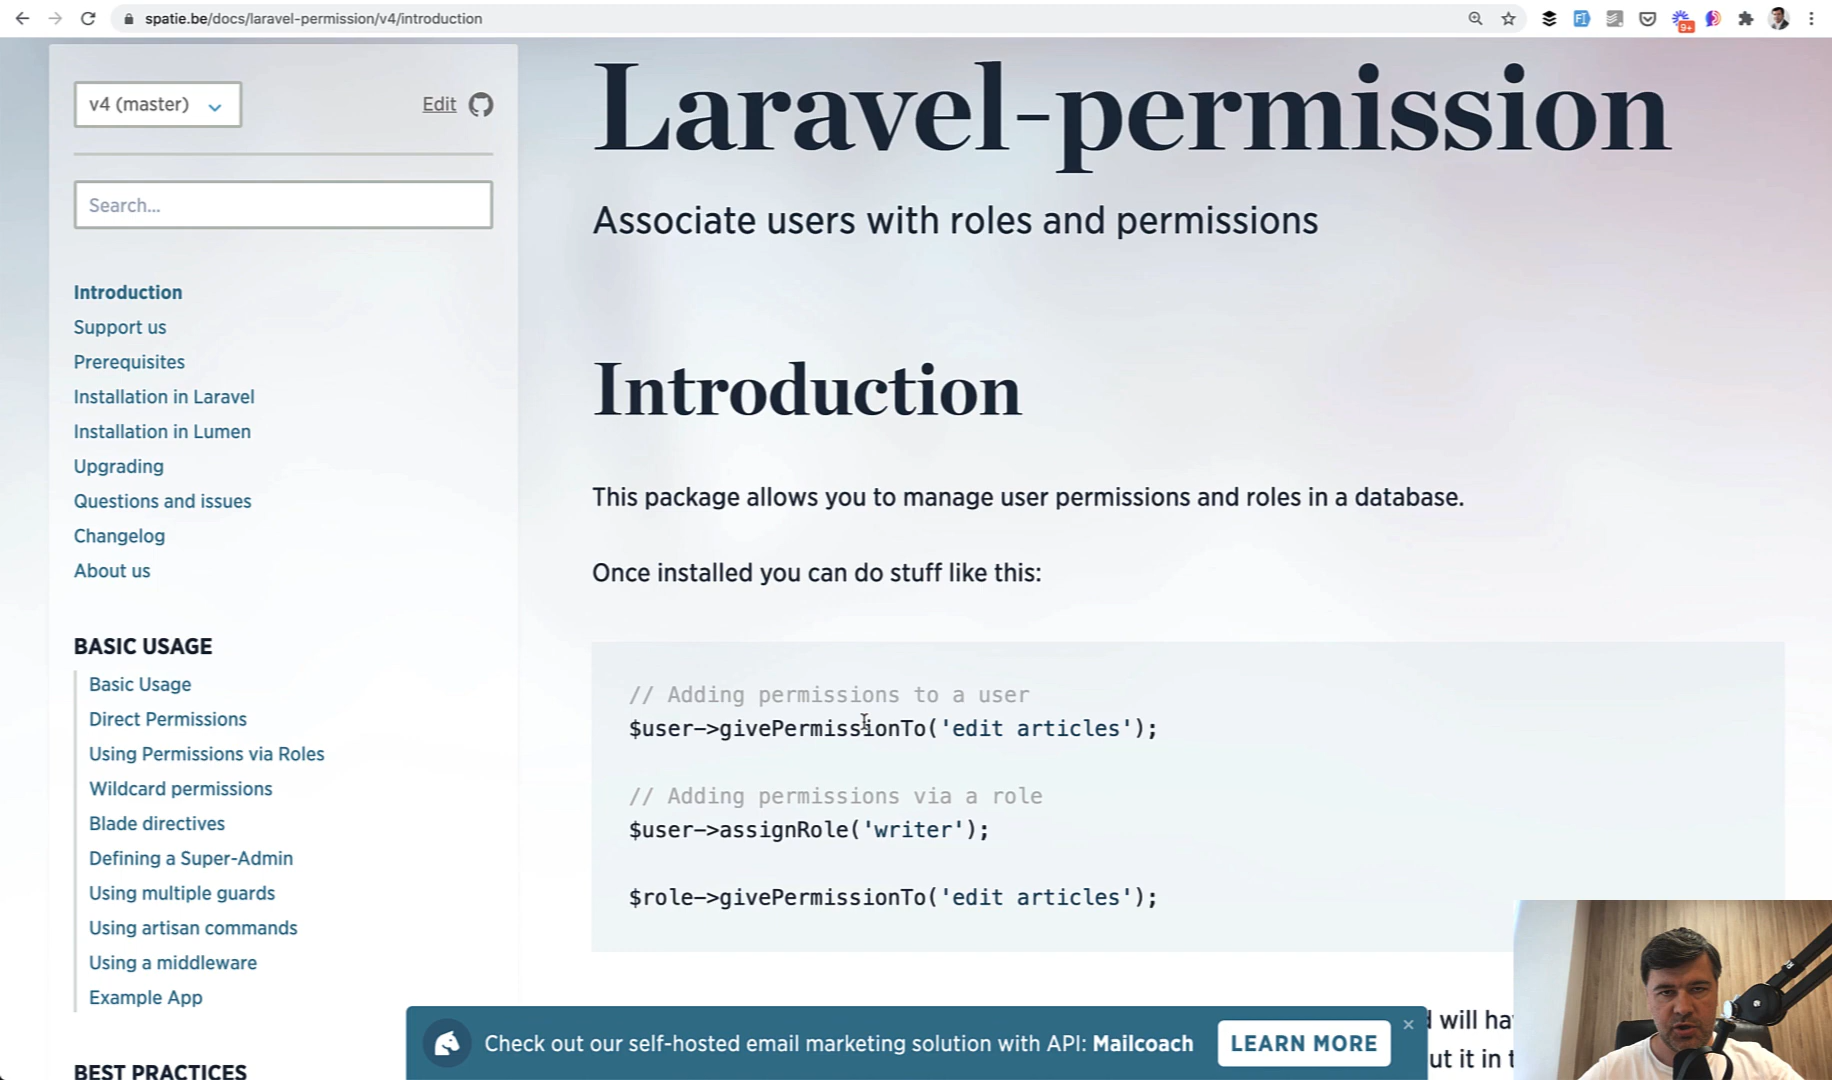 spatie.be/docs/laravel-permission/v4/introduction
9+
v4 (master)
Edit
Search...
Introduction
Support us
Prerequisites
Installation in Laravel
Installation in Lumen
Upgrading
Questions and issues
Changelog
About us
BASIC USAGE
Basic Usage
Direct Permissions
Using Permissions via Roles
Wildcard permissions
Blade directives
Defining a Super-Admin
Using multiple guards
Using artisan commands
Using a middleware
Example App
BEST PRACTICES
Laravel-permission
Associate users with roles and permissions
Introduction
This package allows you to manage user permissions and roles in a database.
Once installed you can do stuff like this:
// Adding permissions to a user
$user->givePermissionTo('edit articles');
// Adding permissions via a role
$user->assignRole('writer');
$role->givePermissionTo('edit articles');
will
it in
Check out our self-hosted email marketing solution with API: Mailcoach
LEARN MORE